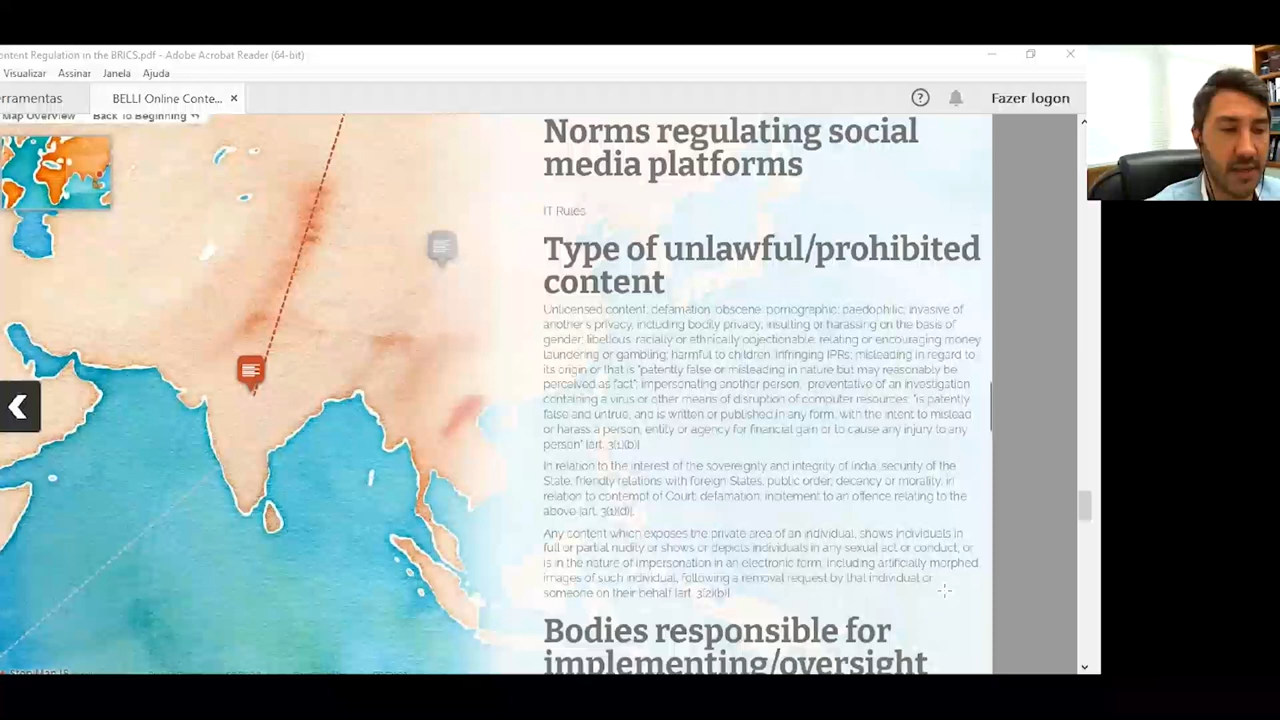 ontent Regulation in the BRICS.pdf - Adobe Acrobat Reader (64-bit)
Visualizar Assinar Janela Ajuda
erramentas
BELLI Online Conte... ×
Fazer logon
Map Overview Back To Beginning
Norms regulating social
media platforms
IT Rules
Type of unlawful/prohibited
content
Unlicensed content; defamation; obscene; pornographic; paedophilic; invasive of
another's privacy, including bodily privacy; insulting or harassing on the basis of
gender; libellous, racially or ethnically objectionable; relating or encouraging money
laundering or gambling; harmful to children; infringing IPRs; misleading in regard to
its origin or that is "patently false or misleading in nature but may reasonably be
perceived as fact"; impersonating another person; preventative of an investigation
containing a virus or other means of disruption of computer resources; "is patently
false and untrue, and is written or published in any form, with the intent to mislead
or harass a person, entity or agency for financial gain or to cause any injury to any
person" [art. 3(1)(b)]
In relation to the interest of the sovereignty and integrity of India; security of the
State; friendly relations with foreign States; public order; decency or morality; in
relation to contempt of Court; defamation; incitement to an offence relating to the
above [art. 3(1)(d)].
Any content which exposes the private area of an individual, shows individuals in
full or partial nudity or shows or depicts individuals in any sexual act or conduct, or
is in the nature of impersonation in an electronic form, including artificially morphed
images of such individual, following a removal request by that individual or
someone on their behalf [art. 3(2)(b)]
Bodies responsible for
implementing/oversight